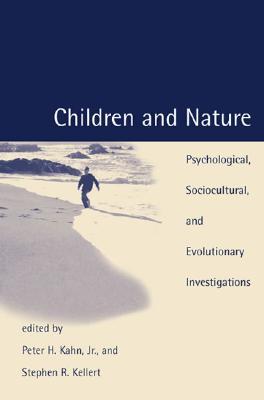 Children and Nature
Psychological,
Sociocultural,
and
Evolutionary
Investigations
edited by
Peter H. Kahn, Jr., and
Stephen R. Kellert